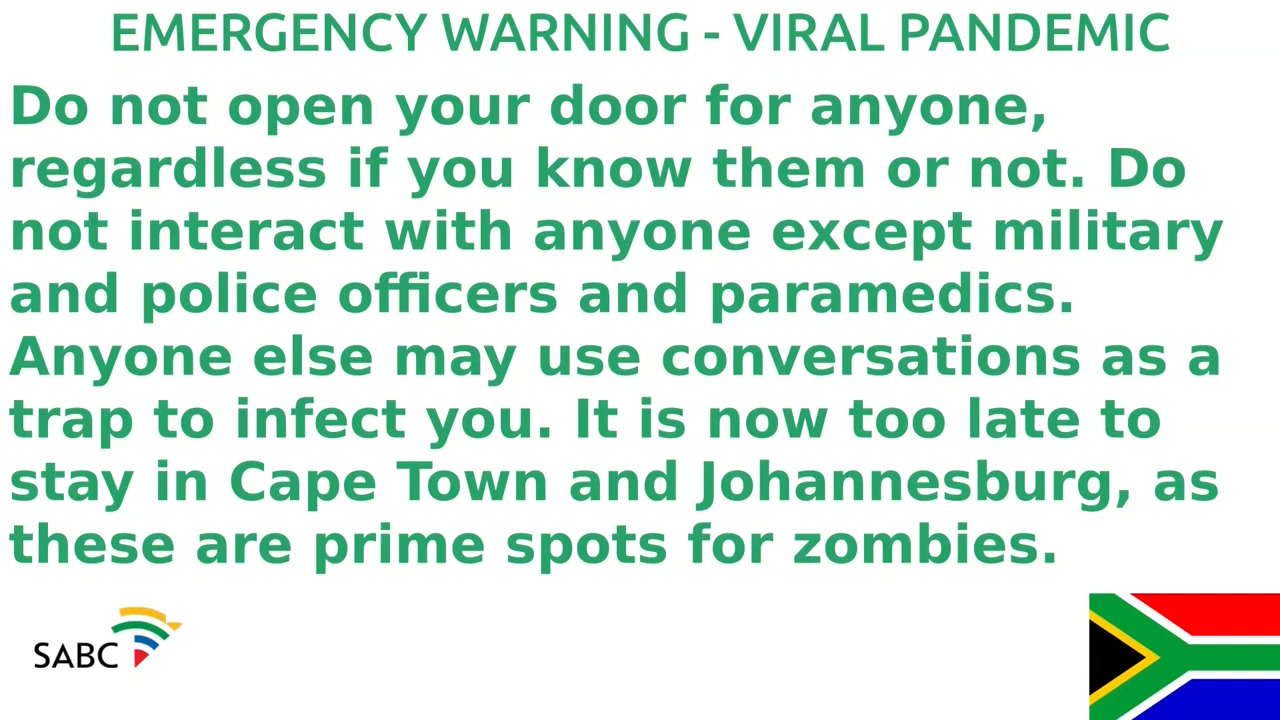 EMERGENCY WARNING - VIRAL PANDEMIC
Do not open your door for anyone,
regardless if you know them or not. Do
not interact with anyone except military
and police officers and paramedics.
Anyone else may use conversations as a
trap to infect you. It is now too late to
stay in Cape Town and Johannesburg, as
these are prime spots for zombies.
SABC